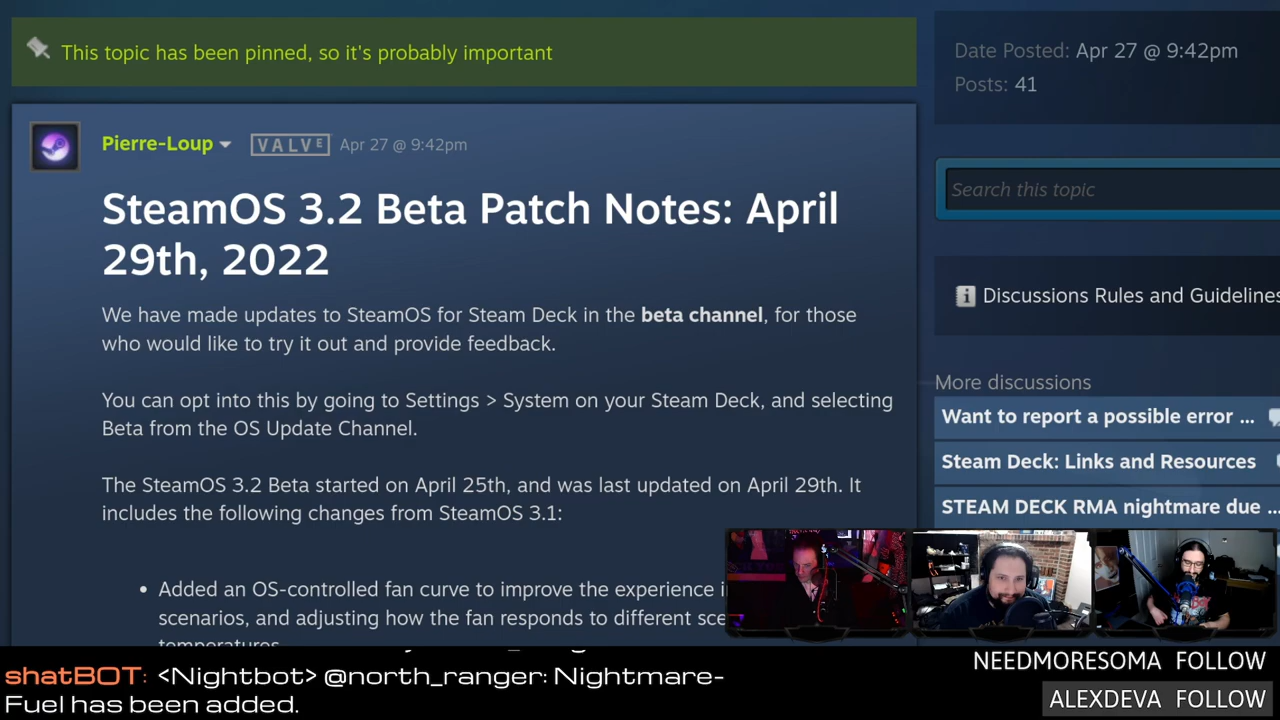 This topic has been pinned, so it's probably important
Pierre-Loup VALVE Apr 27 @ 9:42pm
SteamOS 3.2 Beta Patch Notes: April
29th, 2022
We have made updates to SteamOS for Steam Deck in the beta channel, for those
who would like to try it out and provide feedback.
You can opt into this by going to Settings > System on your Steam Deck, and selecting
Beta from the OS Update Channel.
The SteamOS 3.2 Beta started on April 25th, and was last updated on April 29th. It
includes the following changes from SteamOS 3.1:
• Added an OS-controlled fan curve to improve the experience
scenarios, and adjusting how the fan responds to different
temperatures.
Date Posted: Apr 27 @ 9:42pm
Posts: 41
Search this topic
Discussions Rules and Guidelines
More discussions
Want to report a possible error ...
Steam Deck: Links and Resources
STEAM DECK RMA nightmare due ...
shatBOT: <Nightbot> @north_ranger: Nightmare-
Fuel has been added.
NEEDMORESOMA FOLLOW
ALEXDEVA FOLLOW